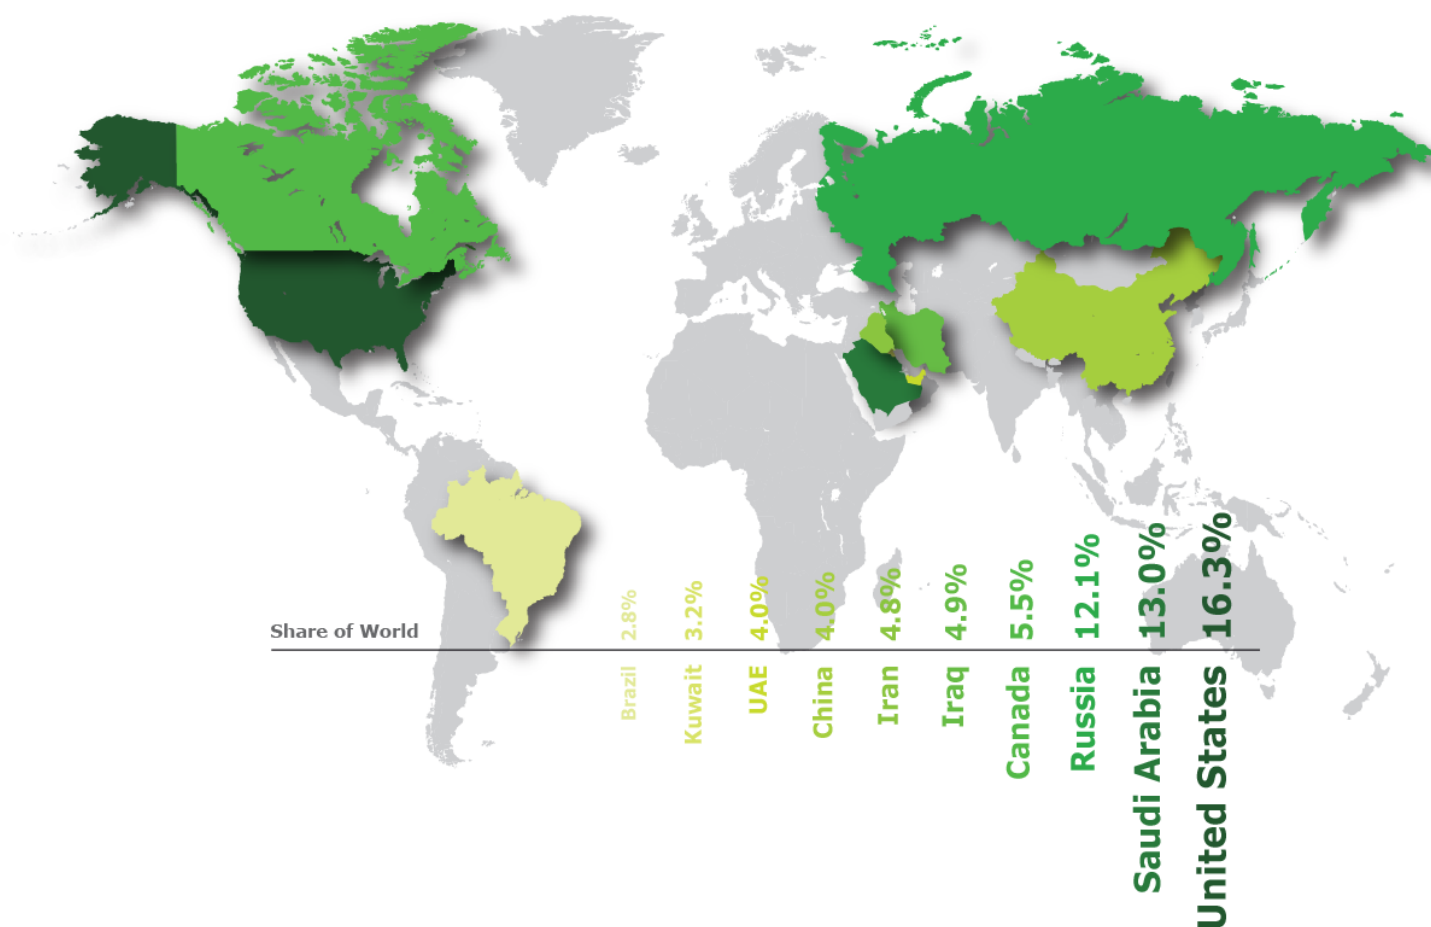 Share of World
2.8%
3.2%
4.0%
4.0%
4.8%
4.9%
5.5%
12.1%
13.0%
16.3%
Brazil
Kuwait
UAE
China
Iran
Iraq
Canada
Russia
Saudi Arabia
United States